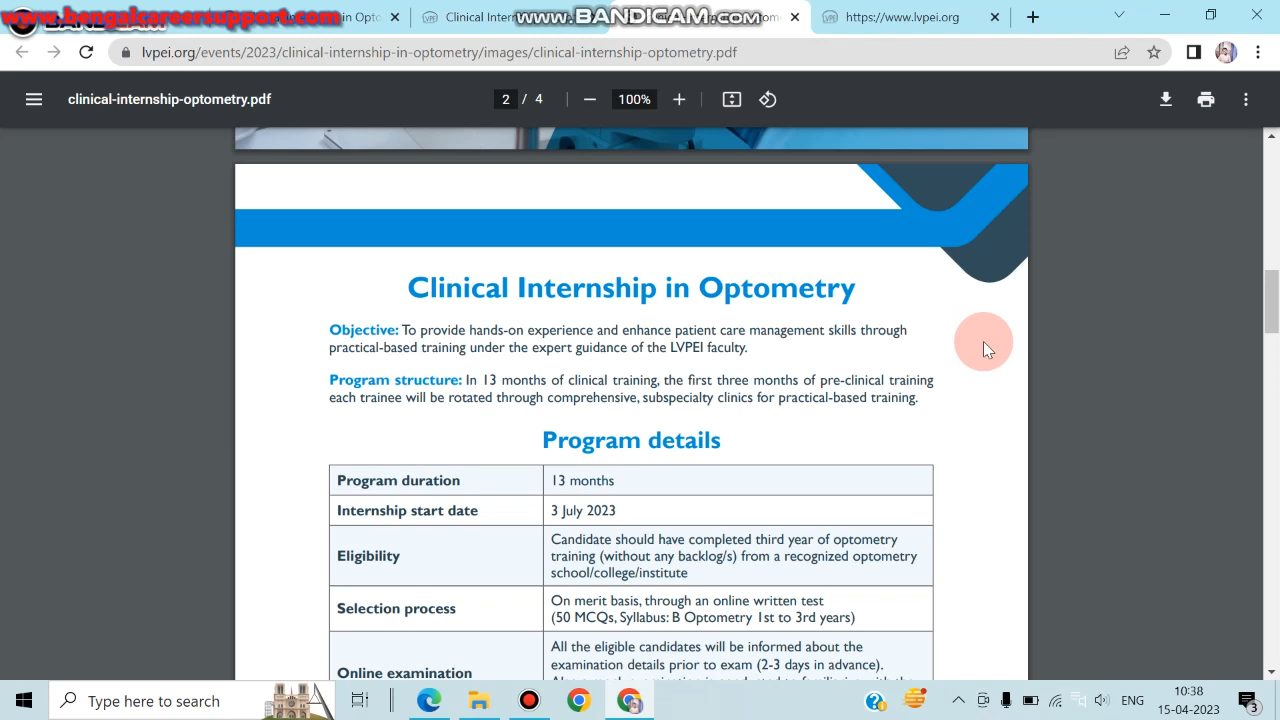 www.bengalcareersupport.com
www.BANDICAM.com
in Opto
Clinical Inter
https://www.lvpei.org
lvpei.org/events/2023/clinical-internship-in-optometry/images/clinical-internship-optometry.pdf
clinical-internship-optometry.pdf
2 / 4
100%
Clinical Internship in Optometry
Objective: To provide hands-on experience and enhance patient care management skills through
practical-based training under the expert guidance of the LVPEI faculty.
Program structure: In 13 months of clinical training, the first three months of pre-clinical training
each trainee will be rotated through comprehensive, subspecialty clinics for practical-based training.
Program details
Program duration 13 months
Internship start date 3 July 2023
Eligibility Candidate should have completed third year of optometry
training (without any backlog/s) from a recognized optometry
school/college/institute
Selection process On merit basis, through an online written test
(50 MCQs, Syllabus: B Optometry 1st to 3rd years)
Online examination All the eligible candidates will be informed about the
examination details prior to exam (2-3 days in advance).
Type here to search
ENG
10:38
15-04-2023
3